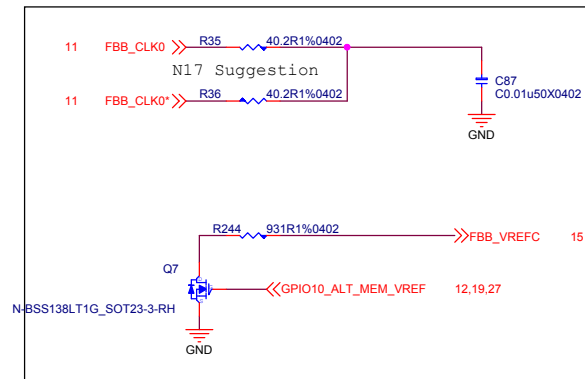 11 FBB_CLK0 R35 40.2R1%0402
N17 Suggestion
C87
C0.01u50X0402
11 FBB_CLK0* R36 40.2R1%0402
GND
R244 931R1%0402 FBB_VREFC 15
Q7
GPIO10_ALT_MEM_VREF 12,19,27
N-BSS138LT1G_SOT23-3-RH
GND